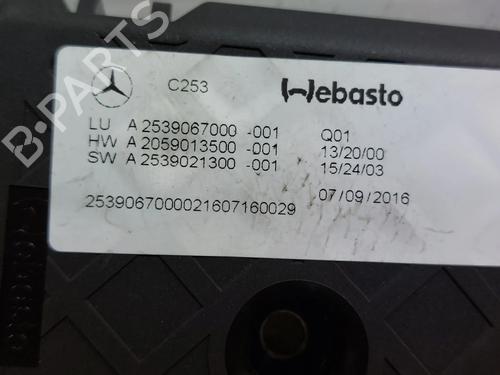 C253 Webasto
LU A 2539067000 -001 Q01
HW A 2059013500 -001 13/20/00
SW A 2539021300 -001 15/24/03
07/09/2016
2539067000021607160029
B-PARTS